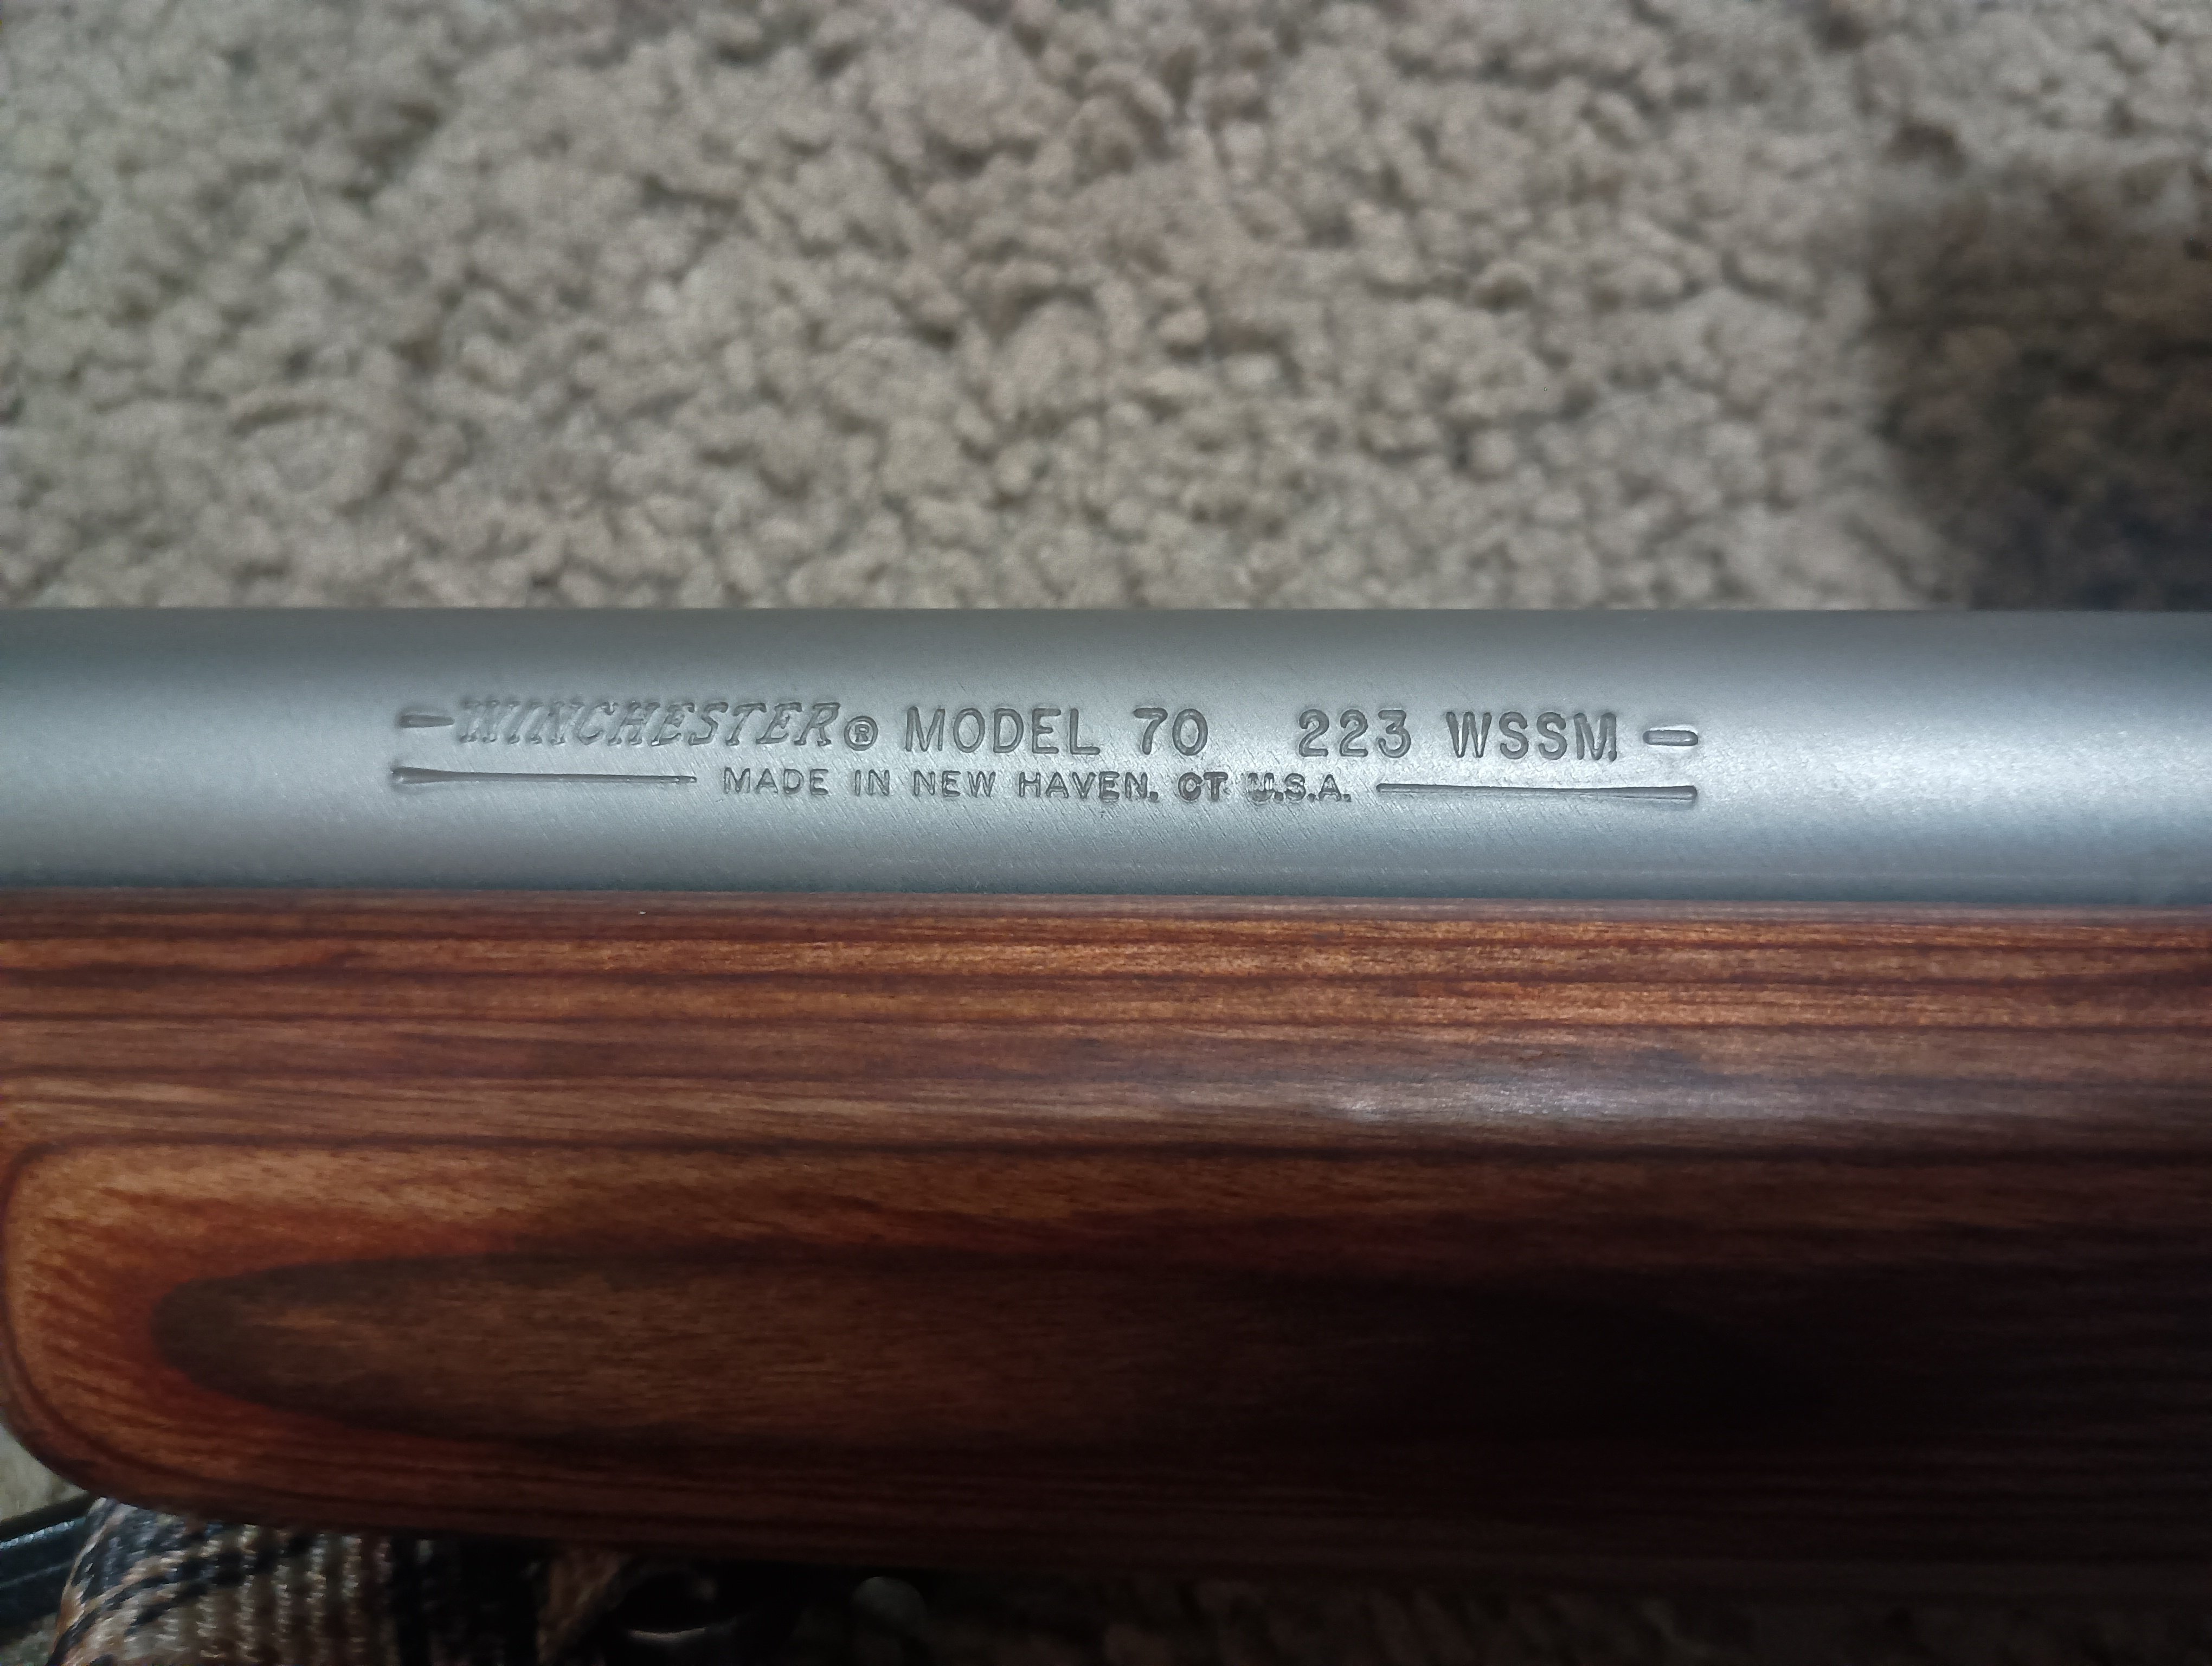 WINCHESTER® MODEL 70 223 WSSM
MADE IN NEW HAVEN, CT U.S.A.